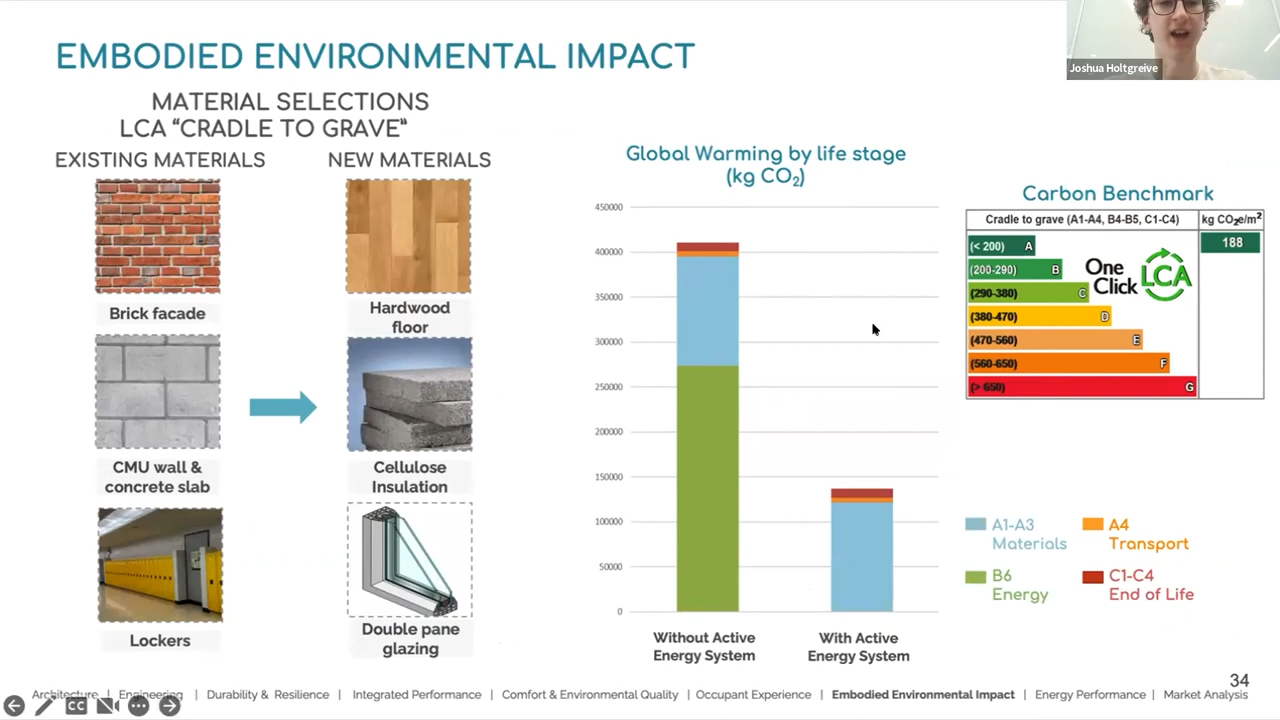 EMBODIED ENVIRONMENTAL IMPACT
Joshua Holtgreive
MATERIAL SELECTIONS
LCA “CRADLE TO GRAVE”
EXISTING MATERIALS
NEW MATERIALS
Brick facade
Hardwood
floor
CMU wall &
concrete slab
Cellulose
Insulation
Lockers
Double pane
glazing
Global Warming by life stage
(kg CO₂)
450000
400000
350000
300000
250000
200000
150000
100000
50000
0
Without Active
Energy System
With Active
Energy System
Carbon Benchmark
Cradle to grave (A1-A4, B4-B5, C1-C4)
kg CO₂e/m²
(< 200) A
188
(200-290) B
(290-380) C
(380-470) D
(470-560) E
(560-650) F
(> 650) G
One
Click
LCA
A1-A3
Materials
A4
Transport
B6
Energy
C1-C4
End of Life
34
Architecture | Engineering | Durability & Resilience | Integrated Performance | Comfort & Environmental Quality | Occupant Experience | Embodied Environmental Impact | Energy Performance | Market Analysis
CC